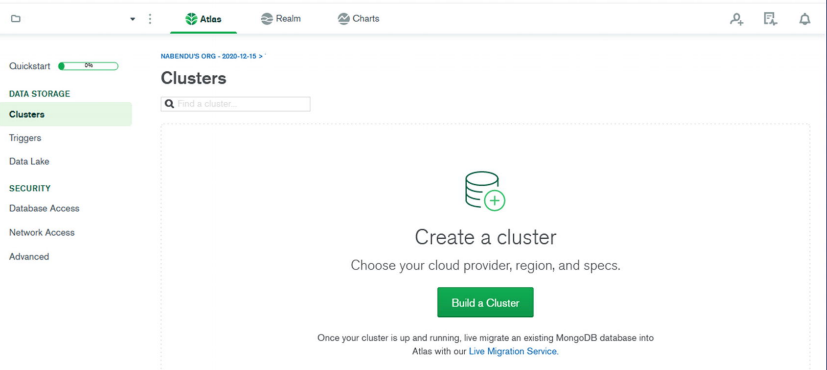 Atlas
Realm
Charts
Quickstart 0%
DATA STORAGE
Clusters
Triggers
Data Lake
SECURITY
Database Access
Network Access
Advanced
NABENDU'S ORG - 2020-12-15 >
Clusters
Find a cluster...
Create a cluster
Choose your cloud provider, region, and specs.
Build a Cluster
Once your cluster is up and running, live migrate an existing MongoDB database into
Atlas with our Live Migration Service.